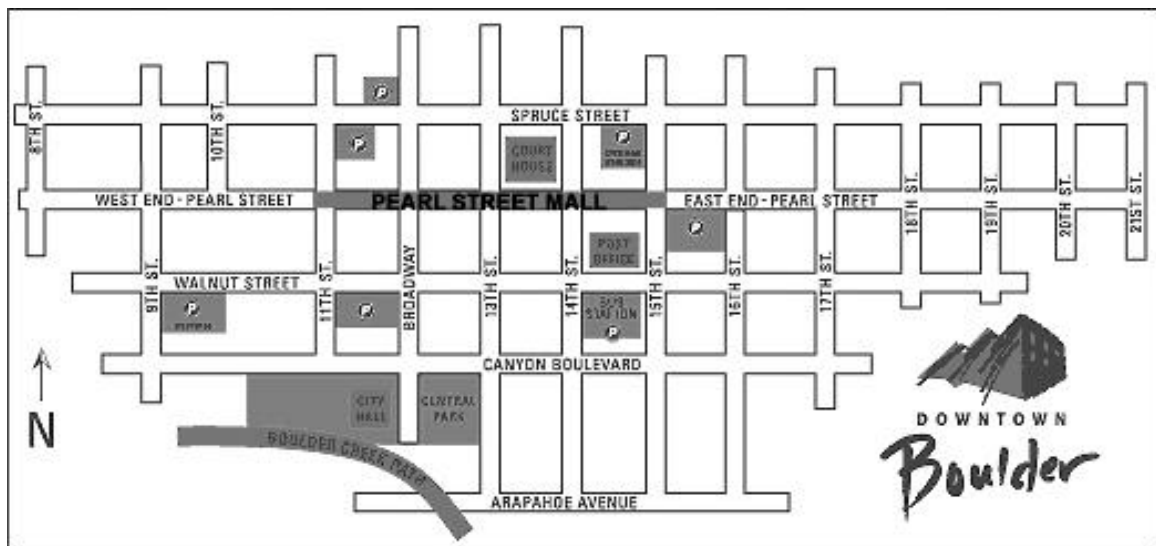 P
SPRUCE STREET
8TH ST.
10TH ST.
P
COURT
HOUSE
P
WEST END - PEARL STREET
PEARL STREET MALL
EAST END - PEARL STREET
18TH ST.
19TH ST.
20TH ST.
21ST ST.
P
POST
OFFICE
WALNUT STREET
9TH ST.
11TH ST.
BROADWAY
13TH ST.
14TH ST.
15TH ST.
16TH ST.
17TH ST.
P
P
BUS
STATION
P
CANYON BOULEVARD
N
CITY
HALL
CENTRAL
PARK
BOULDER CREEK PATH
ARAPAHOE AVENUE
DOWNTOWN
Boulder